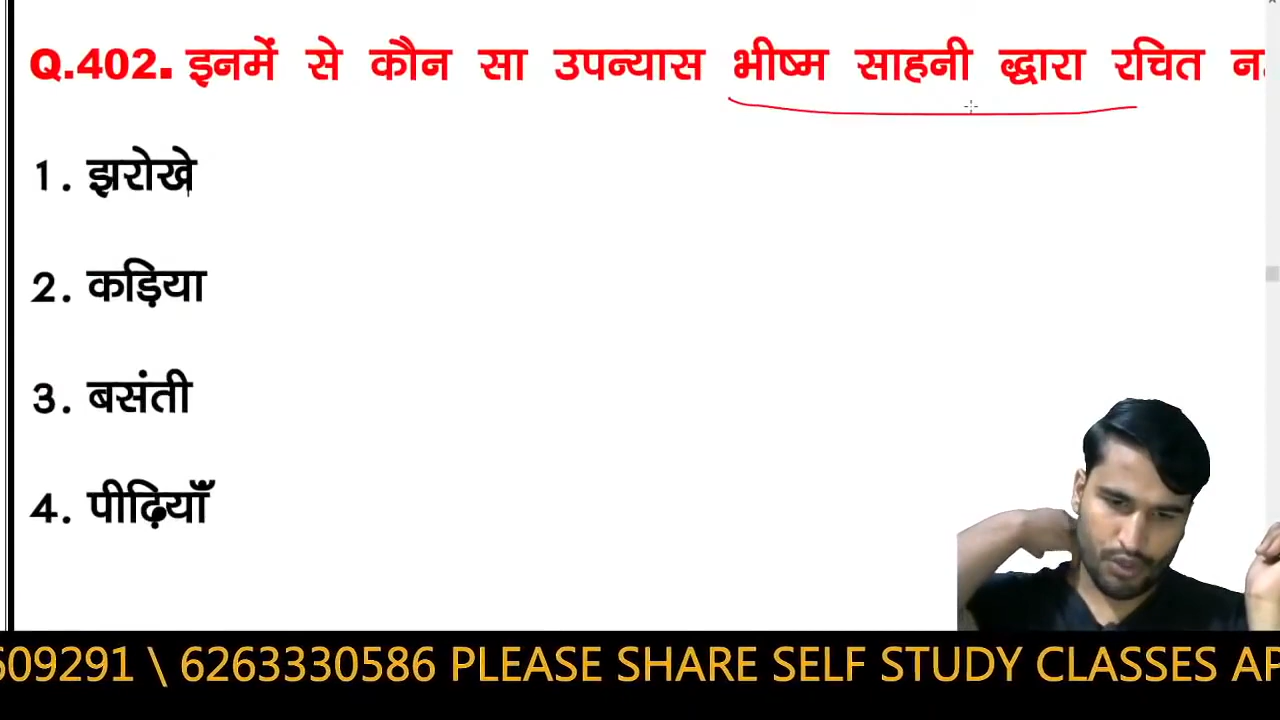 Q.402. इनमें से कौन सा उपन्यास भीष्म साहनी द्धारा रचित
1. झरोखे
2. कड़िया
3. बसंती
4. पीढ़ियाँ
609291 \ 6263330586 PLEASE SHARE SELF STUDY CLASSES AP